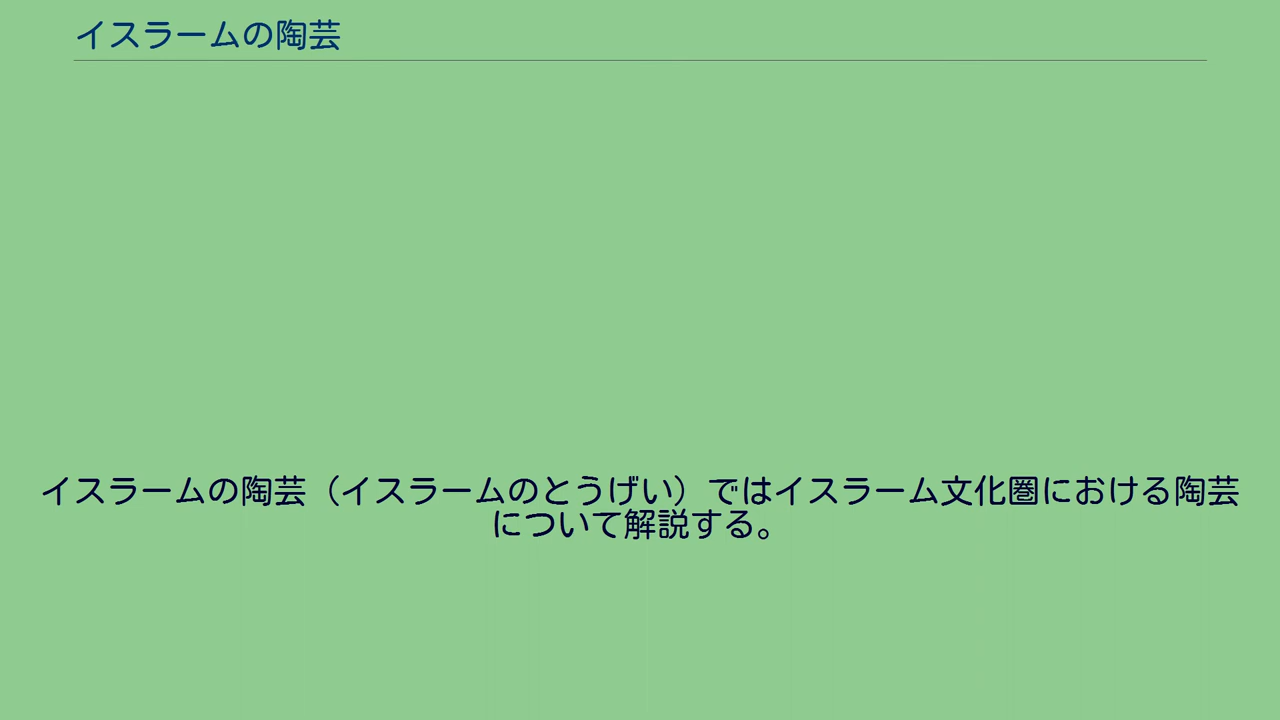 イスラームの陶芸
イスラームの陶芸（イスラームのとうげい）ではイスラーム文化圏における陶芸
について解説する。